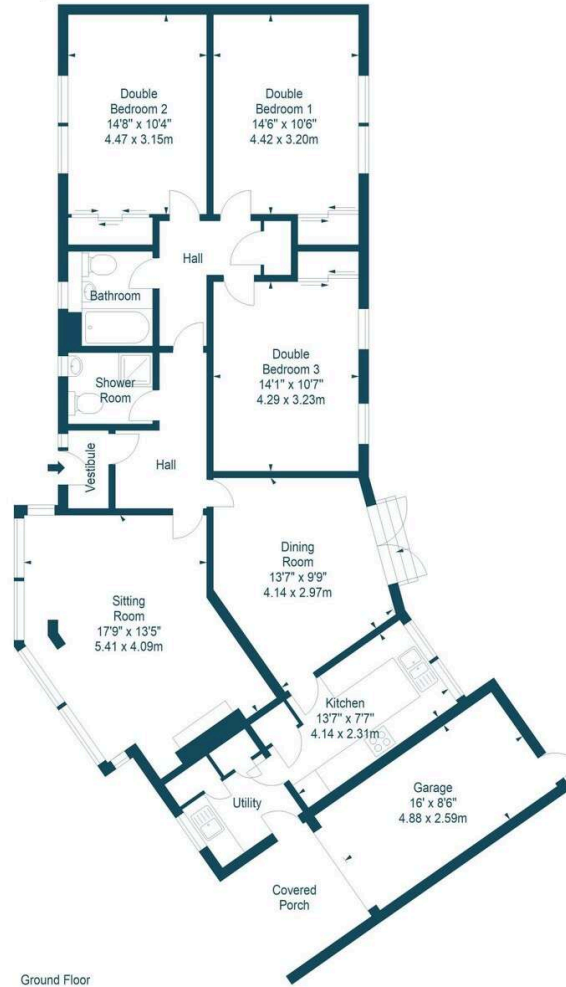 Double
Bedroom 2
14'8" x 10'4"
4.47 x 3.15m
Double
Bedroom 1
14'6" x 10'6"
4.42 x 3.20m
Hall
Bathroom
Double
Bedroom 3
14'1" x 10'7"
4.29 x 3.23m
Shower
Room
Vestibule
Hall
Dining
Room
13'7" x 9'9"
4.14 x 2.97m
Sitting
Room
17'9" x 13'5"
5.41 x 4.09m
Kitchen
13'7" x 7'7"
4.14 x 2.31m
Utility
Garage
16' x 8'6"
4.88 x 2.59m
Covered
Porch
Ground Floor